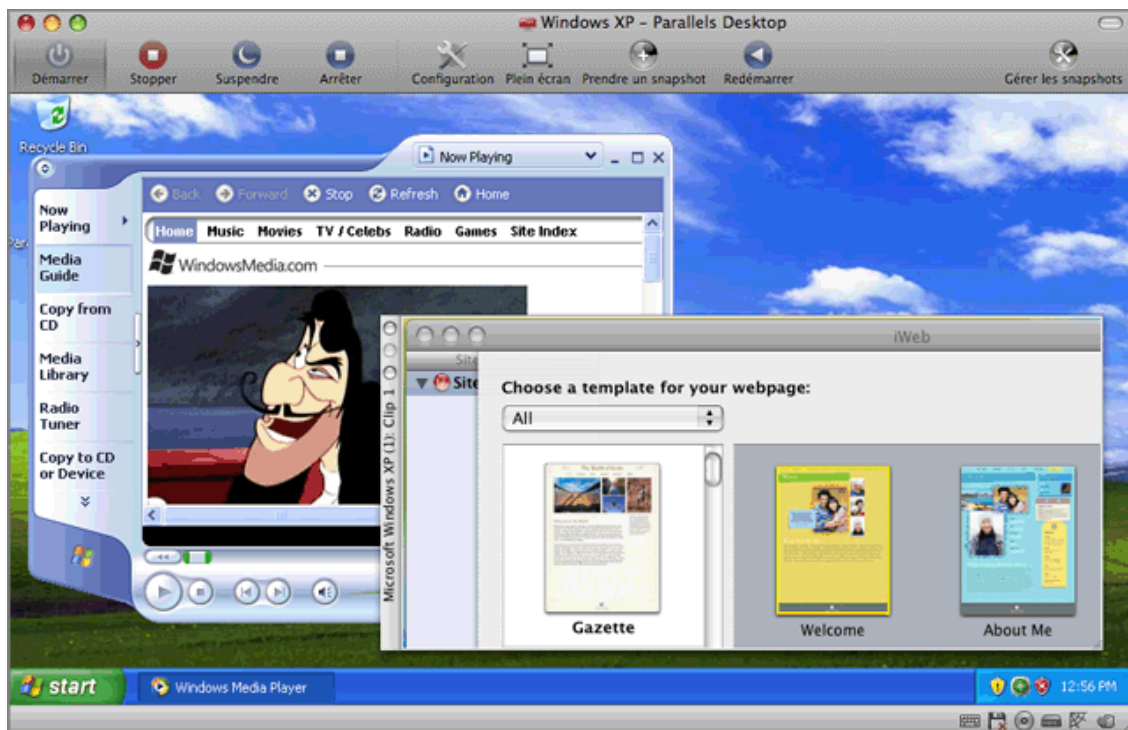 Windows XP – Parallels Desktop
Démarrer
Stopper
Suspendre
Arrêter
Configuration
Plein écran
Prendre un snapshot
Redémarrer
Gérer les snapshots
Recycle Bin
Now Playing
Back
Forward
Stop
Refresh
Home
Now
Playing
Media
Guide
Copy from
CD
Media
Library
Radio
Tuner
Copy to CD
or Device
Home Music Movies TV / Celebs Radio Games Site Index
WindowsMedia.com
Microsoft Windows XP (1): Clip 1
iWeb
Site
Choose a template for your webpage:
All
Gazette
Welcome
About Me
start
Windows Media Player
12:56 PM